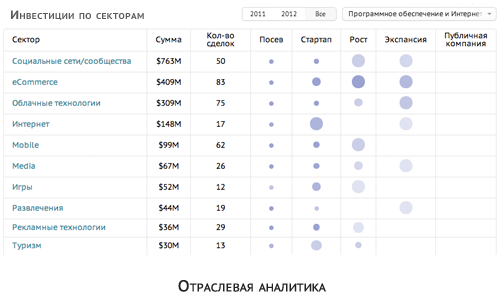 Инвестиции по секторам
2011 2012 Все Программное обеспечение и Интернет
Сектор Сумма Кол-во сделок Посев Стартап Рост Экспансия Публичная компания
Социальные сети/сообщества $763M 50
eCommerce $409M 83
Облачные технологии $309M 75
Интернет $148M 17
Mobile $99M 62
Media $67M 26
Игры $52M 12
Развлечения $44M 19
Рекламные технологии $36M 29
Туризм $30M 13
Отраслевая аналитика